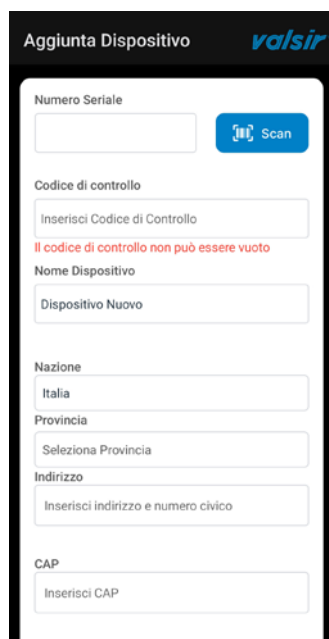 Aggiunta Dispositivo valsir
Numero Seriale
Scan
Codice di controllo
Inserisci Codice di Controllo
Il codice di controllo non può essere vuoto
Nome Dispositivo
Dispositivo Nuovo
Nazione
Italia
Provincia
Seleziona Provincia
Indirizzo
Inserisci indirizzo e numero civico
CAP
Inserisci CAP